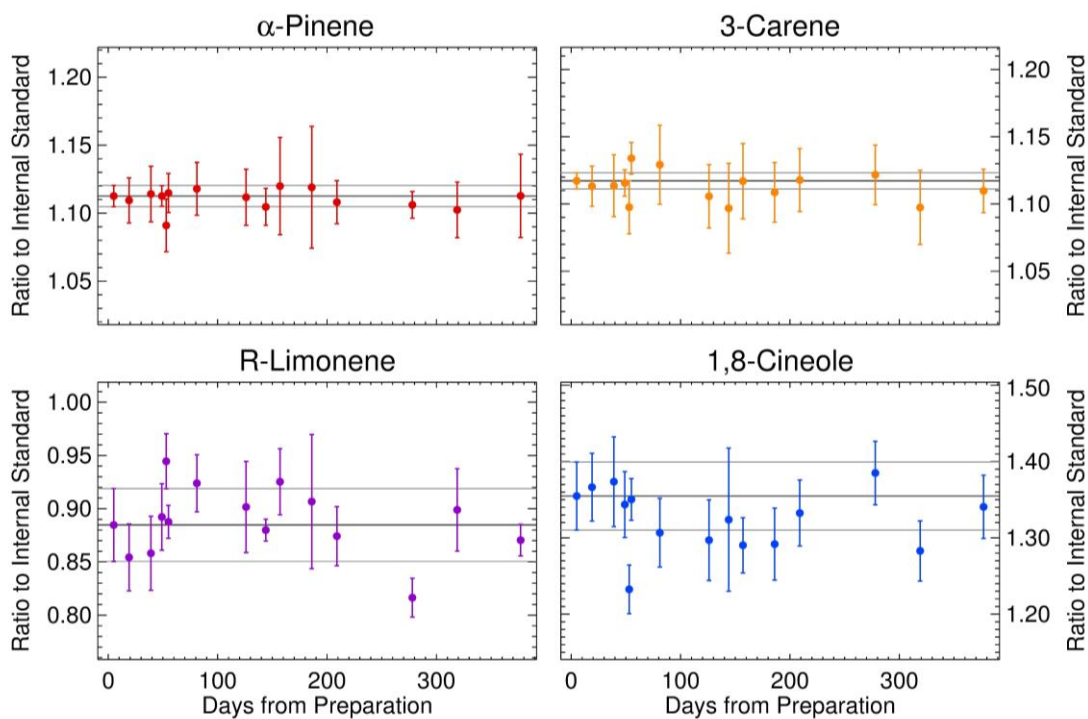 α-Pinene
3-Carene
Ratio to Internal Standard
1.20
1.15
1.10
1.05
1.20
1.15
1.10
1.05
Ratio to Internal Standard
R-Limonene
1,8-Cineole
Ratio to Internal Standard
1.00
0.95
0.90
0.85
0.80
1.50
1.40
1.30
1.20
Ratio to Internal Standard
0 100 200 300
Days from Preparation
0 100 200 300
Days from Preparation